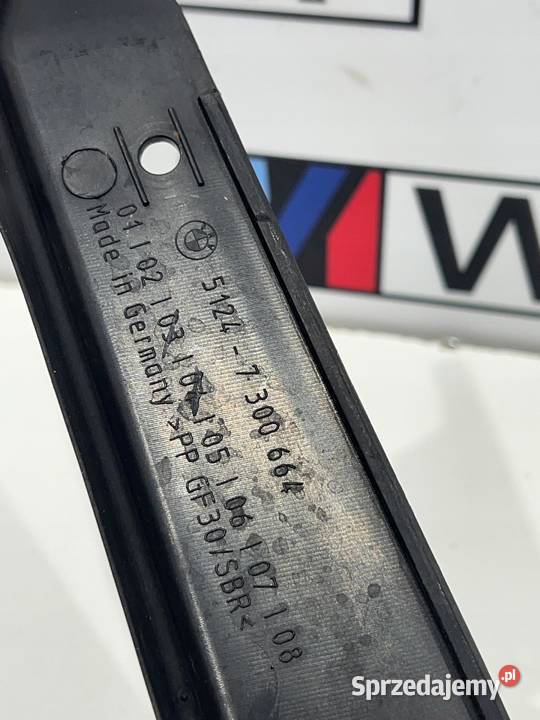 5124 - 7 300 664
01 | 02 | 03 | 04 | 05 | 06 | 07 | 08
Made in Germany >PP GF30/SBR<
W
Sprzedajemy.pl